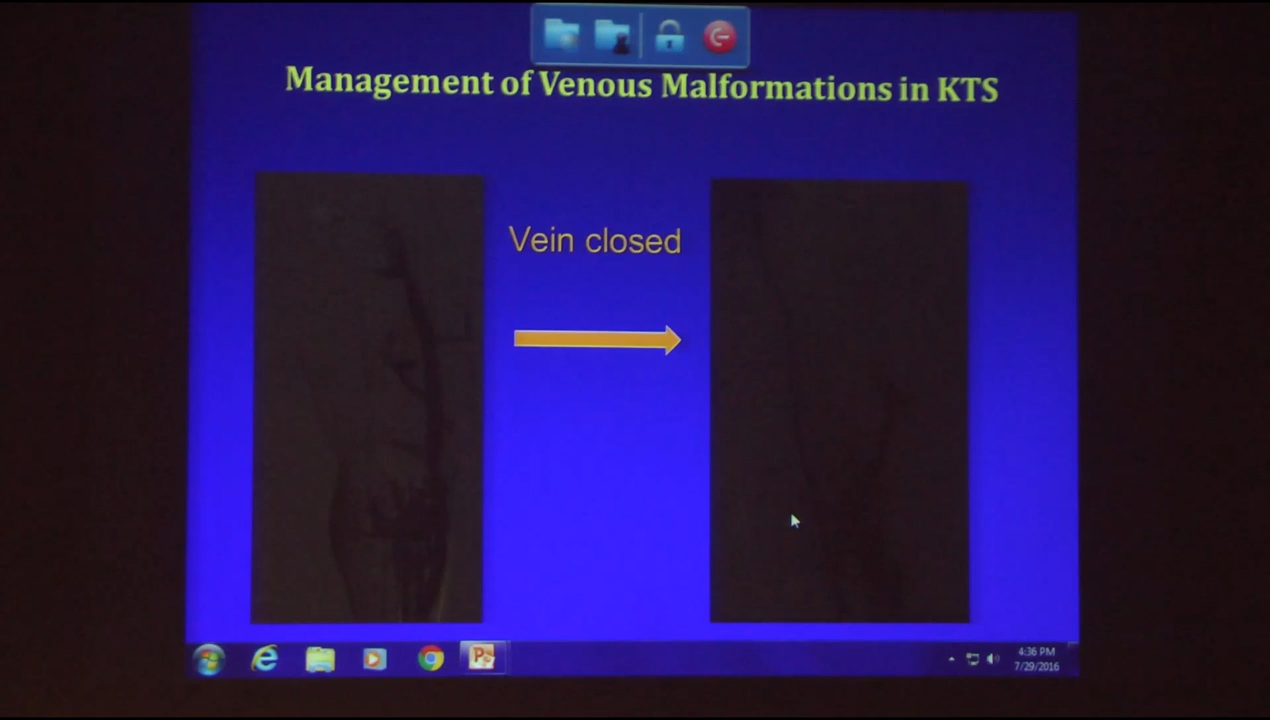 Management of Venous Malformations in KTS
Vein closed
4:36 PM
7/29/2016